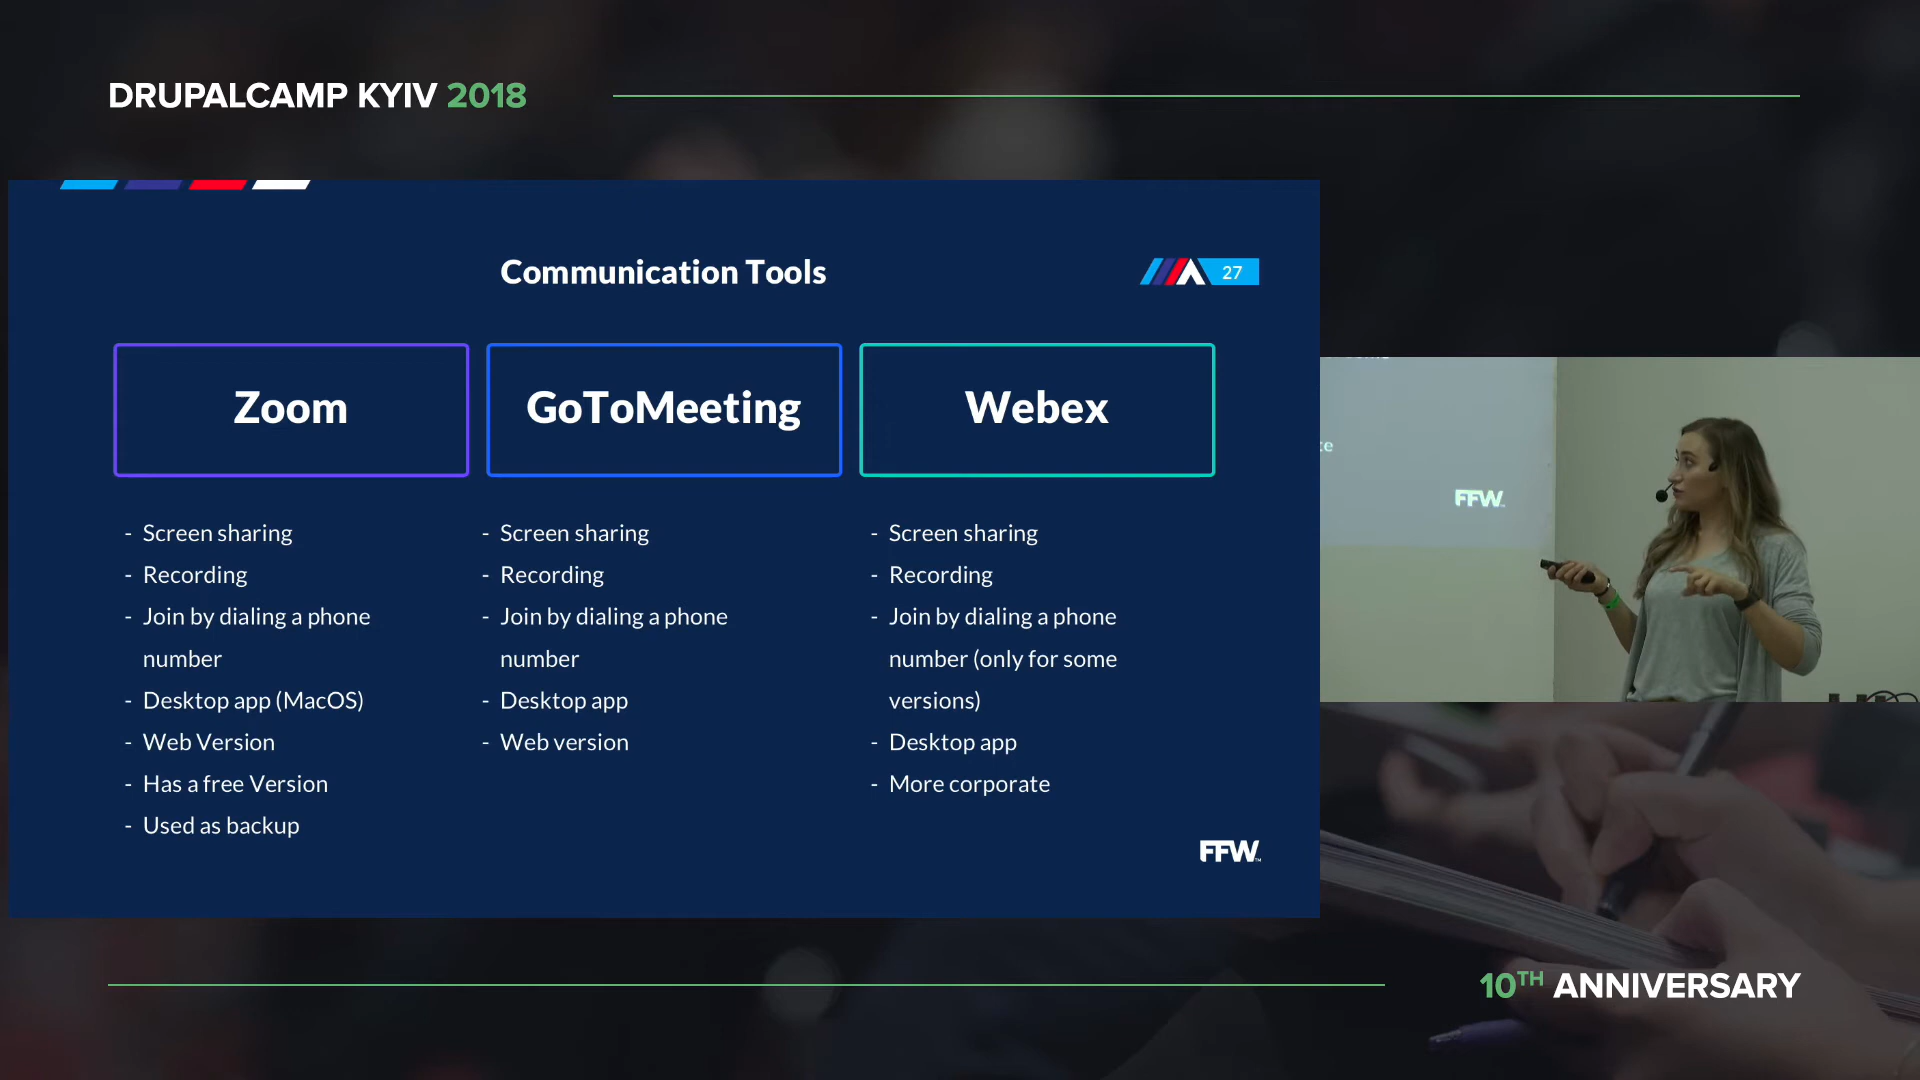 DRUPALCAMP KYIV 2018
Communication Tools
27
Zoom
GoToMeeting
Webex
- Screen sharing
- Recording
- Join by dialing a phone
number
- Desktop app (MacOS)
- Web Version
- Has a free Version
- Used as backup
- Screen sharing
- Recording
- Join by dialing a phone
number
- Desktop app
- Web version
- Screen sharing
- Recording
- Join by dialing a phone
number (only for some
versions)
- Desktop app
- More corporate
FFW
FFW
10TH ANNIVERSARY